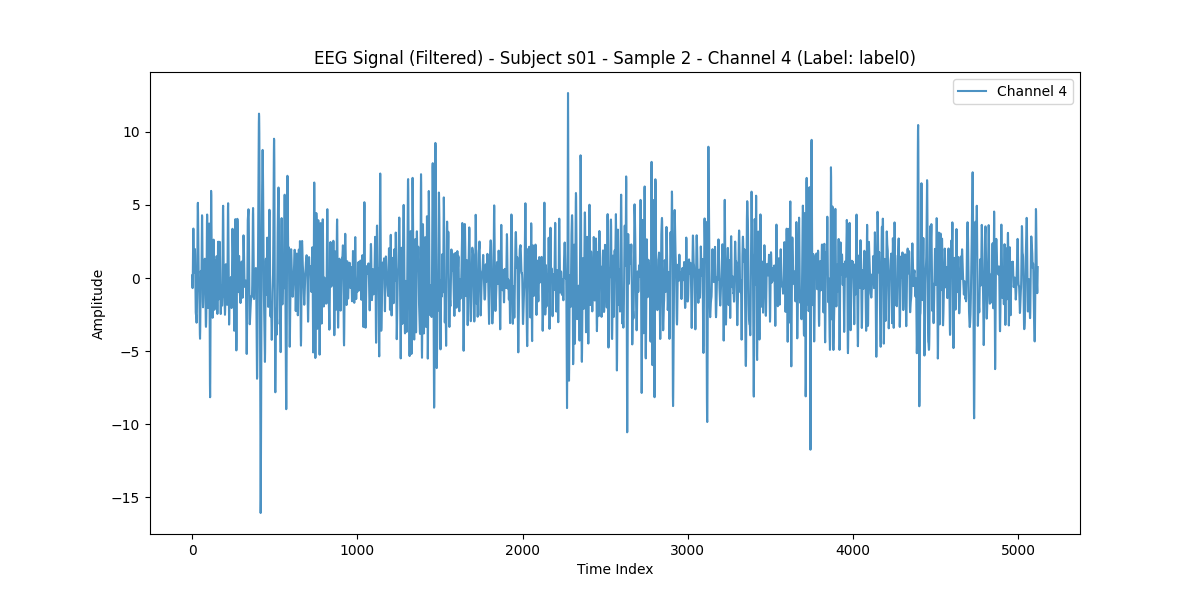 EEG Signal (Filtered) - Subject s01 - Sample 2 - Channel 4 (Label: label0)
Channel 4
Amplitude
10
5
0
−5
−10
−15
0 1000 2000 3000 4000 5000
Time Index